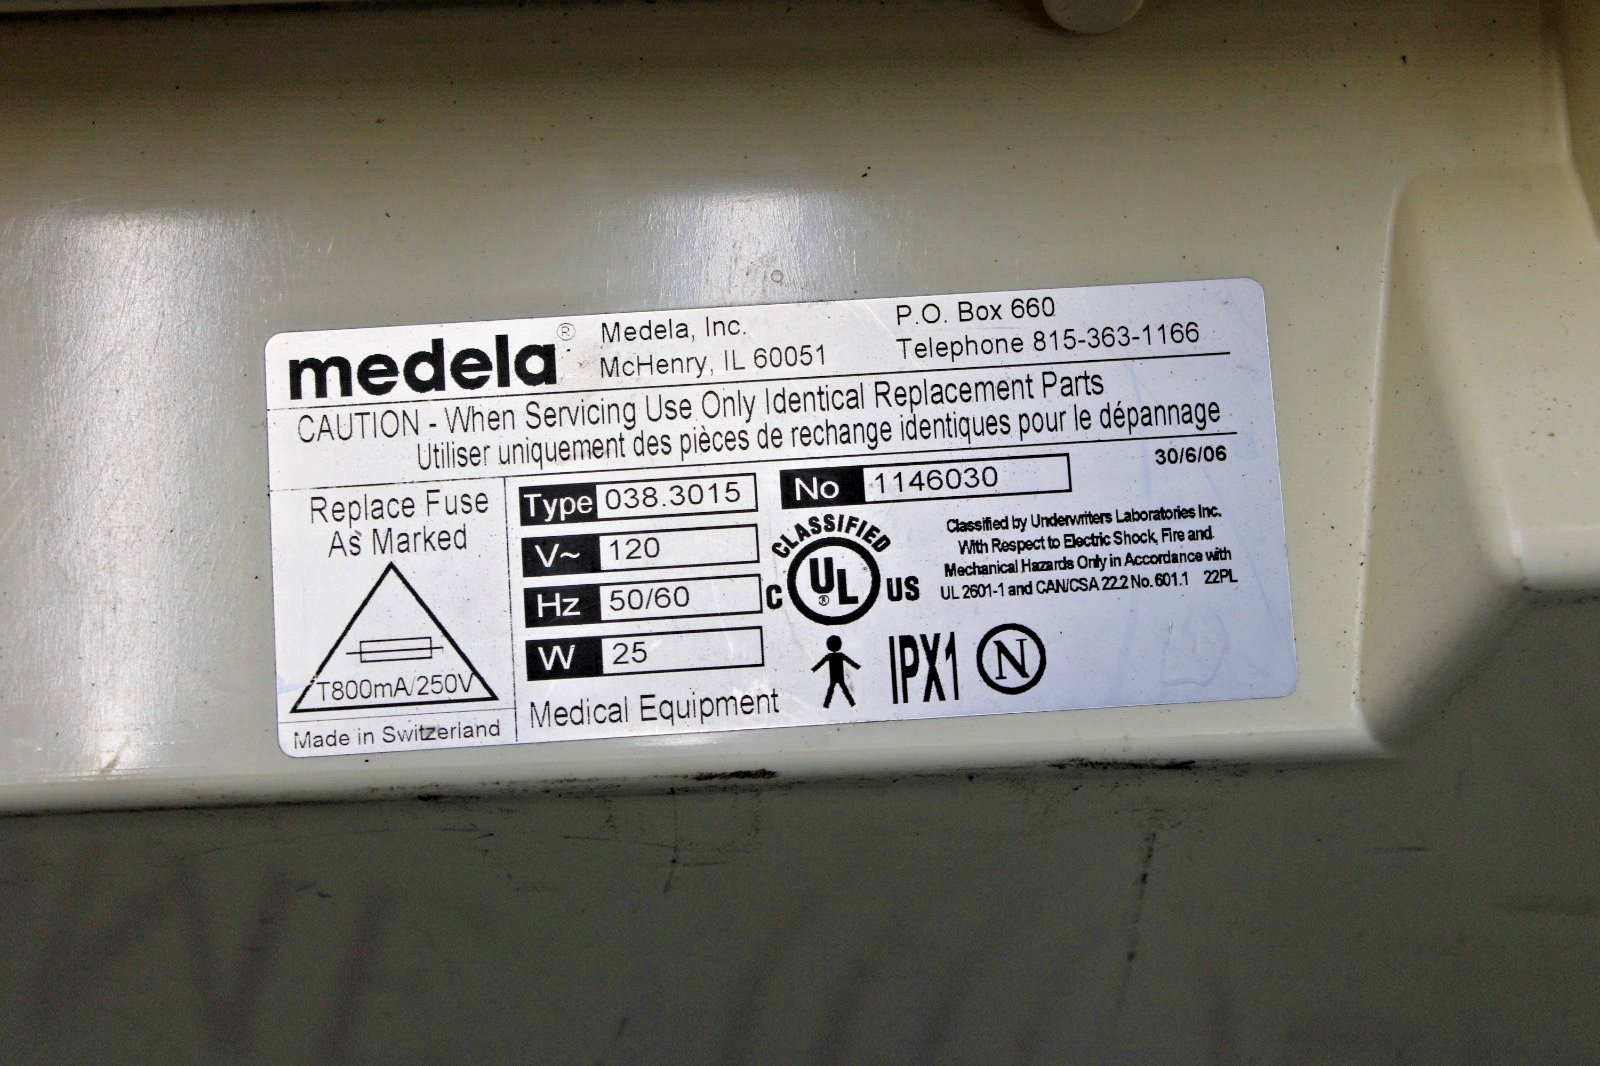 medela® Medela, Inc. P.O. Box 660
McHenry, IL 60051 Telephone 815-363-1166
CAUTION - When Servicing Use Only Identical Replacement Parts
Utiliser uniquement des pièces de rechange identiques pour le dépannage
30/6/06
Replace Fuse
As Marked
T800mA/250V
Made in Switzerland
Type 038.3015
V~ 120
Hz 50/60
W 25
Medical Equipment
No 1146030
CLASSIFIED
C UL® US
Classified by Underwriters Laboratories Inc.
With Respect to Electric Shock, Fire and
Mechanical Hazards Only in Accordance with
UL 2601-1 and CAN/CSA 22.2 No. 601.1 22PL
IPX1 N